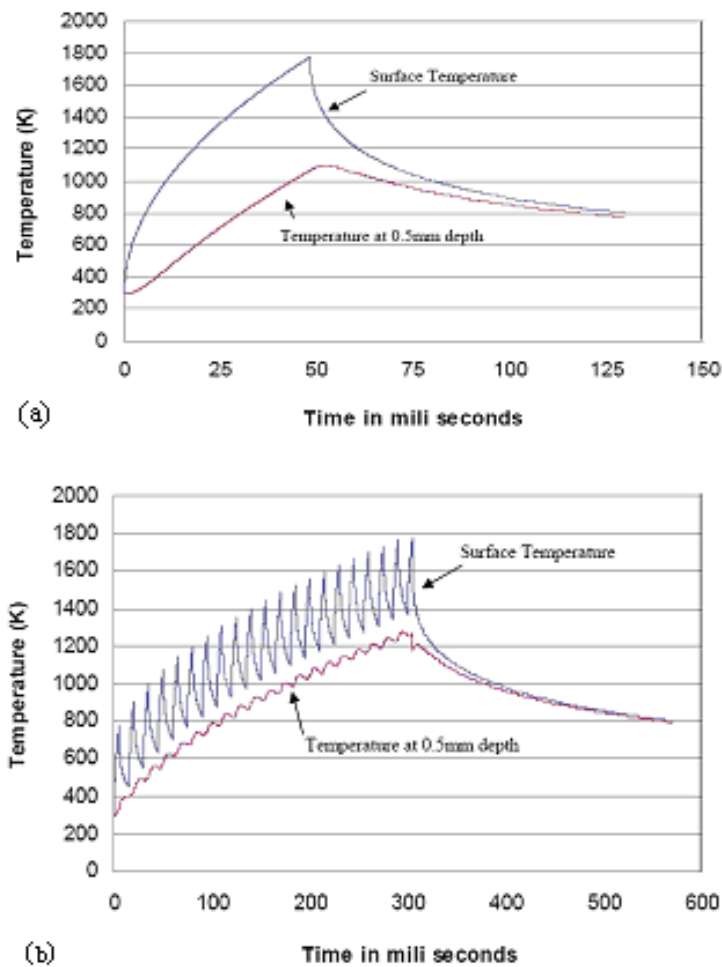 2000
1800
1600
1400
1200
1000
800
600
400
200
0
Temperature (K)
Surface Temperature
Temperature at 0.5mm depth
0 25 50 75 100 125 150
(a)
Time in mili seconds
2000
1800
1600
1400
1200
1000
800
600
400
200
0
Temperature (K)
Surface Temperature
Temperature at 0.5mm depth
0 100 200 300 400 500 600
(b)
Time in mili seconds